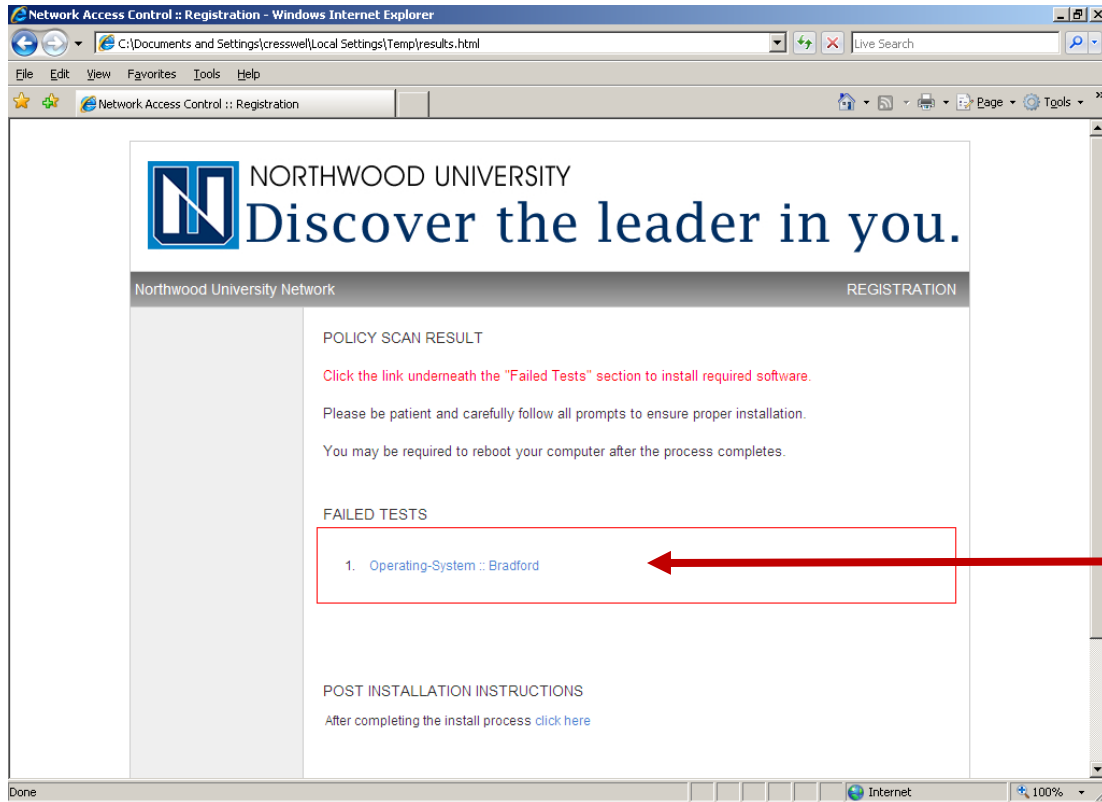 Network Access Control :: Registration - Windows Internet Explorer
C:\Documents and Settings\cresswel\Local Settings\Temp\results.html
Live Search
File Edit View Favorites Tools Help
Network Access Control :: Registration
Page Tools »
NORTHWOOD UNIVERSITY
Discover the leader in you.
Northwood University Network REGISTRATION
POLICY SCAN RESULT
Click the link underneath the "Failed Tests" section to install required software.
Please be patient and carefully follow all prompts to ensure proper installation.
You may be required to reboot your computer after the process completes.
FAILED TESTS
1. Operating-System :: Bradford
POST INSTALLATION INSTRUCTIONS
After completing the install process click here
Done Internet 100%